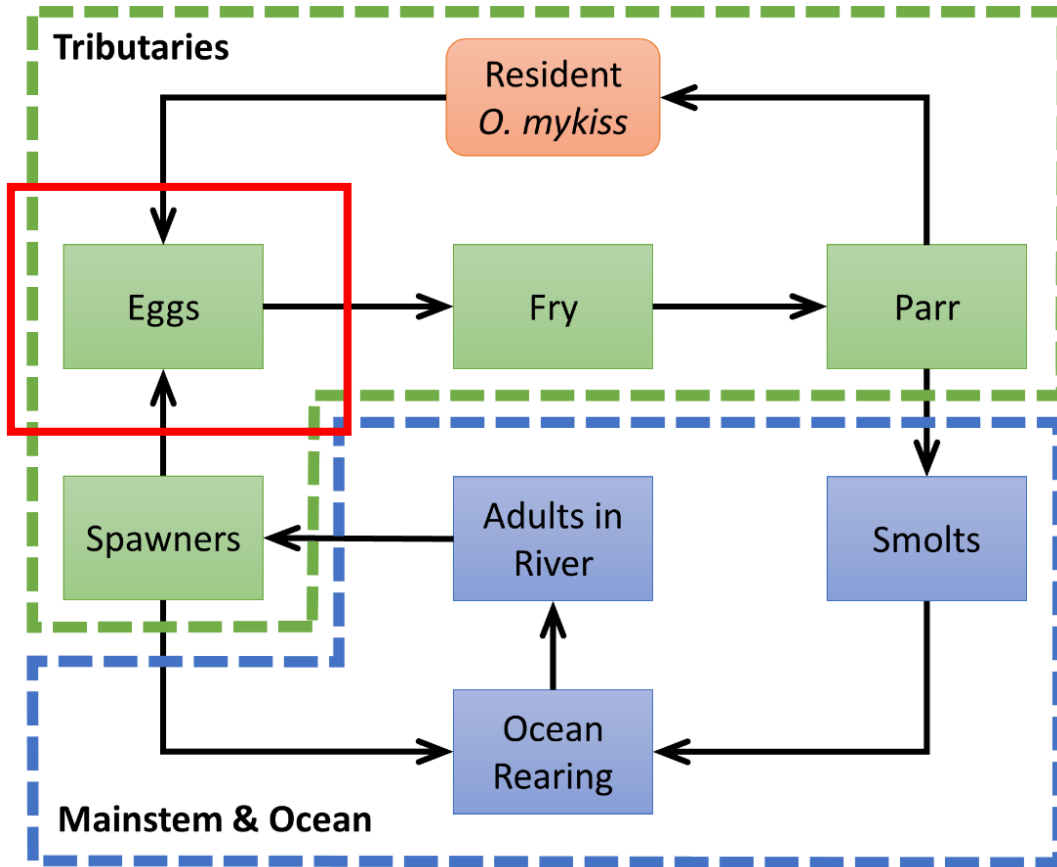 Tributaries
Resident
O. mykiss
Eggs
Fry
Parr
Spawners
Adults in
River
Smolts
Ocean
Rearing
Mainstem & Ocean